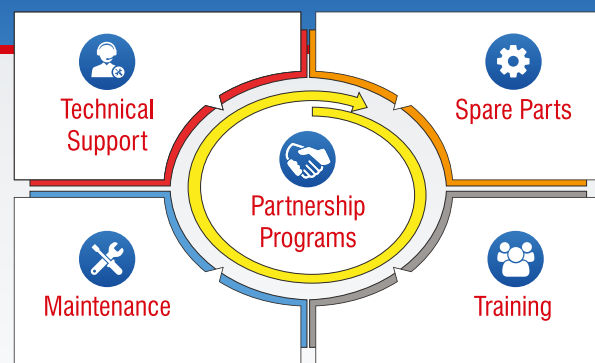 Technical
Support
Spare Parts
Partnership
Programs
Maintenance
Training